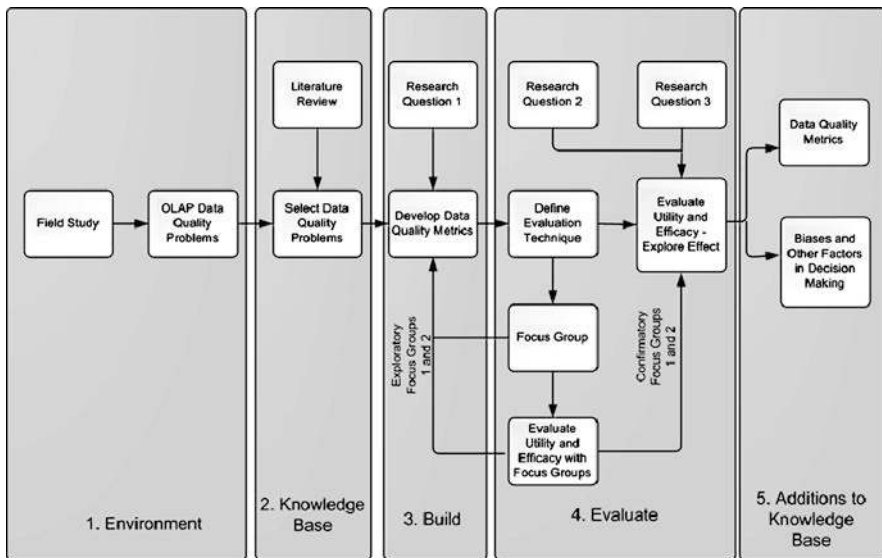 Literature
Review
Research
Question 1
Research
Question 2
Research
Question 3
Data Quality
Metrics
Field Study
OLAP Data
Quality
Problems
Select Data
Quality
Problems
Develop Data
Quality Metrics
Define
Evaluation
Technique
Evaluate
Utility and
Efficacy -
Explore Effect
Biases and
Other Factors
in Decision
Making
Exploratory
Focus Groups
1 and 2
Focus Group
Confirmatory
Focus Groups
1 and 2
Evaluate
Utility and
Efficacy with
Focus Groups
1. Environment
2. Knowledge
Base
3. Build
4. Evaluate
5. Additions to
Knowledge
Base